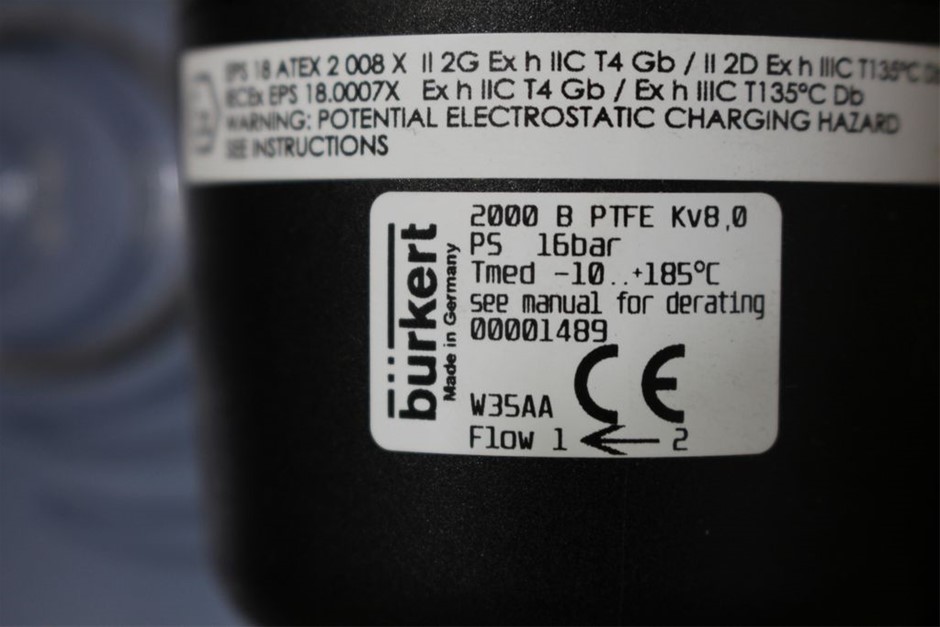 EPS 18 ATEX 2 008 X II 2G Ex h IIC T4 Gb / II 2D Ex h IIIC T135°C Db
IECEx EPS 18.0007X Ex h IIC T4 Gb / Ex h IIIC T135°C Db
WARNING: POTENTIAL ELECTROSTATIC CHARGING HAZARD
SEE INSTRUCTIONS
bürkert
Made in Germany
2000 B PTFE Kv8,0
PS 16bar
Tmed -10..+185°C
see manual for derating
00001489
CE
W35AA
Flow 1 ← 2